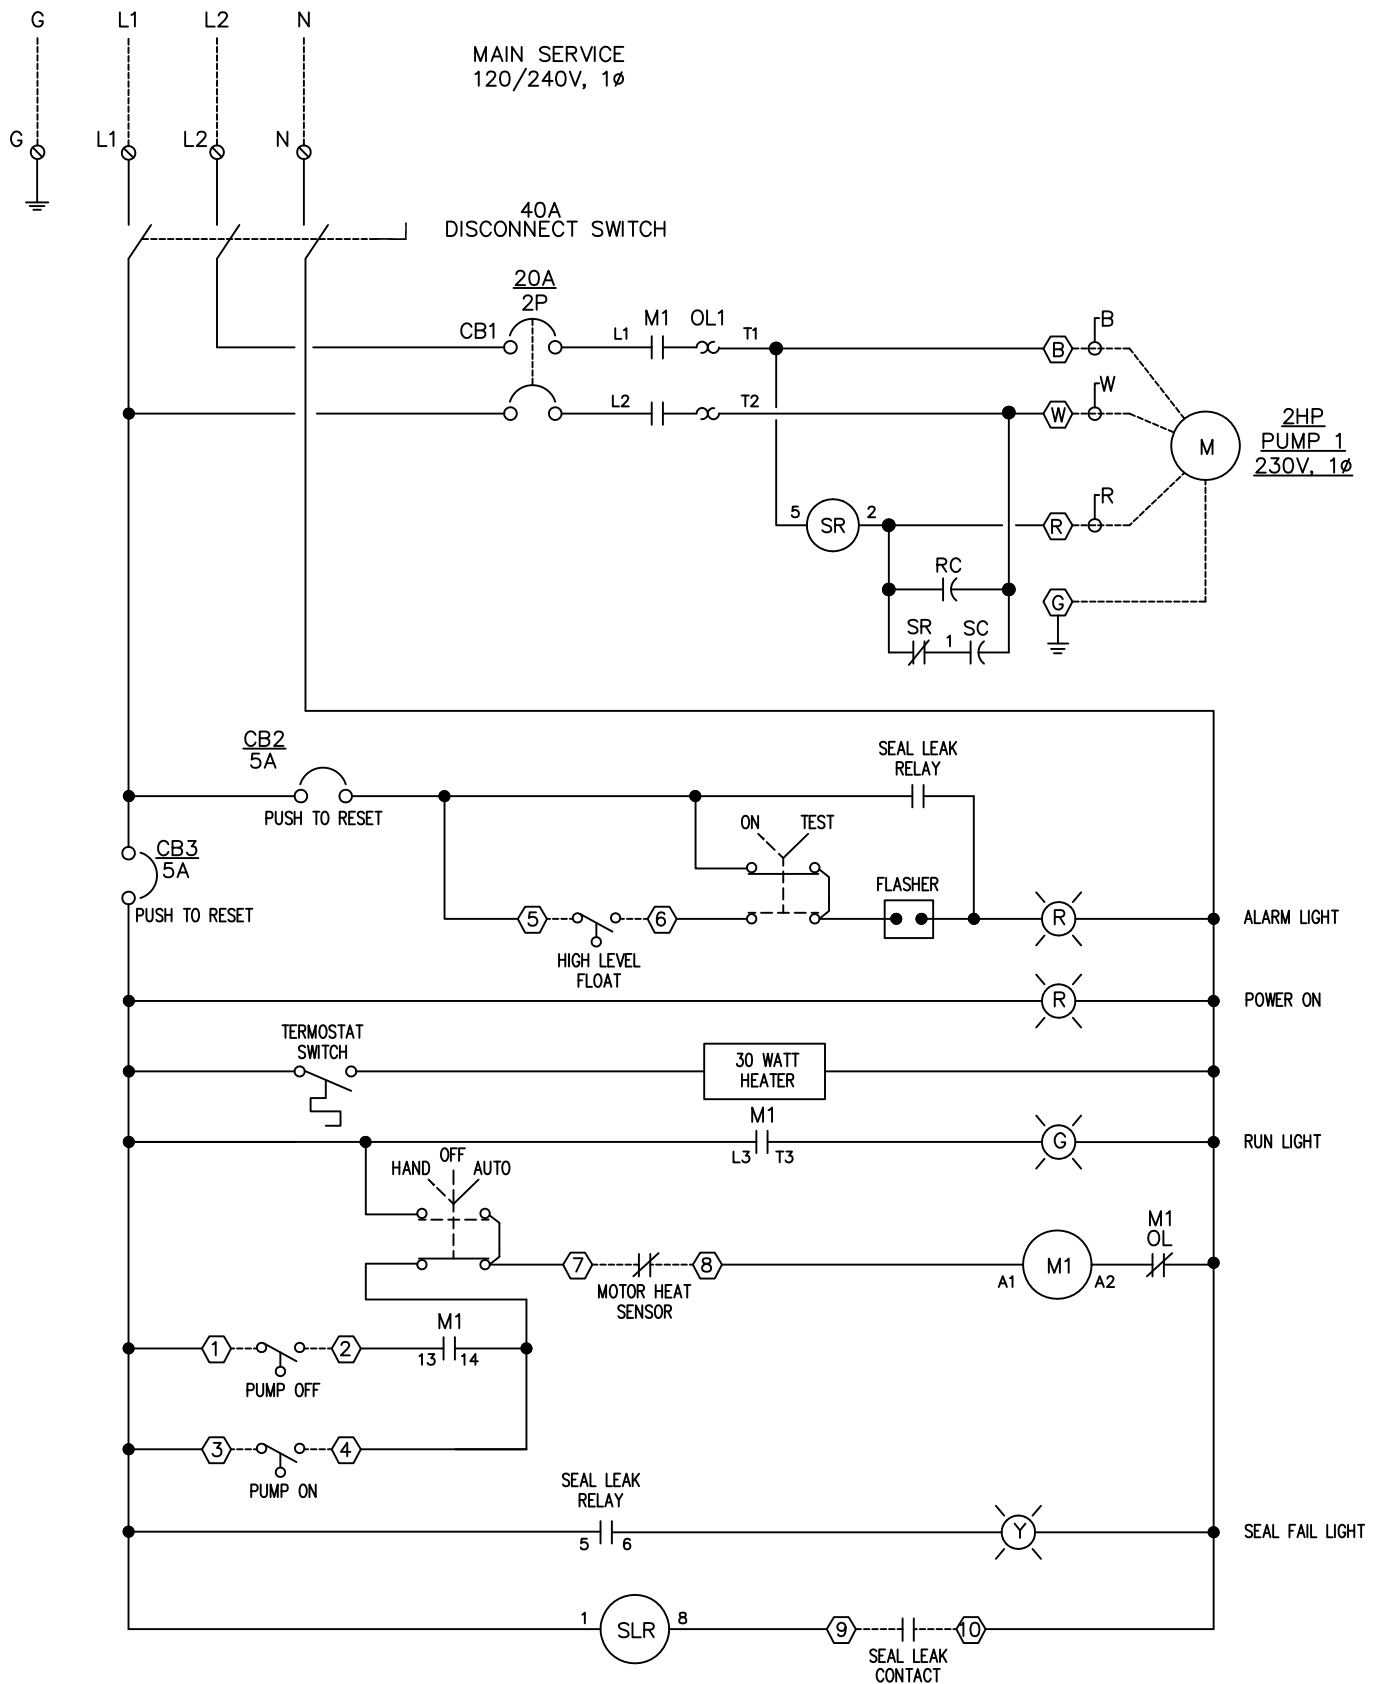 G L1 L2 N
MAIN SERVICE
120/240V, 1ø
G L1 L2 N
40A
DISCONNECT SWITCH
20A
2P
CB1 L1 M1 OL1 T1 B B
L2 T2 W W
2HP
PUMP 1
230V, 1ø
M
5 SR 2 R R
RC
G
SR 1 SC
CB2
5A
PUSH TO RESET
SEAL LEAK
RELAY
ON TEST
CB3
5A
PUSH TO RESET
FLASHER
5 6 R ALARM LIGHT
HIGH LEVEL
FLOAT
R POWER ON
TERMOSTAT
SWITCH
30 WATT
HEATER
M1
L3 T3 G RUN LIGHT
OFF
HAND AUTO
M1
OL
7 8 A1 M1 A2
MOTOR HEAT
SENSOR
M1
1 2 13 14
PUMP OFF
3 4
PUMP ON
SEAL LEAK
RELAY
5 6 Y SEAL FAIL LIGHT
1 SLR 8 9 10
SEAL LEAK
CONTACT